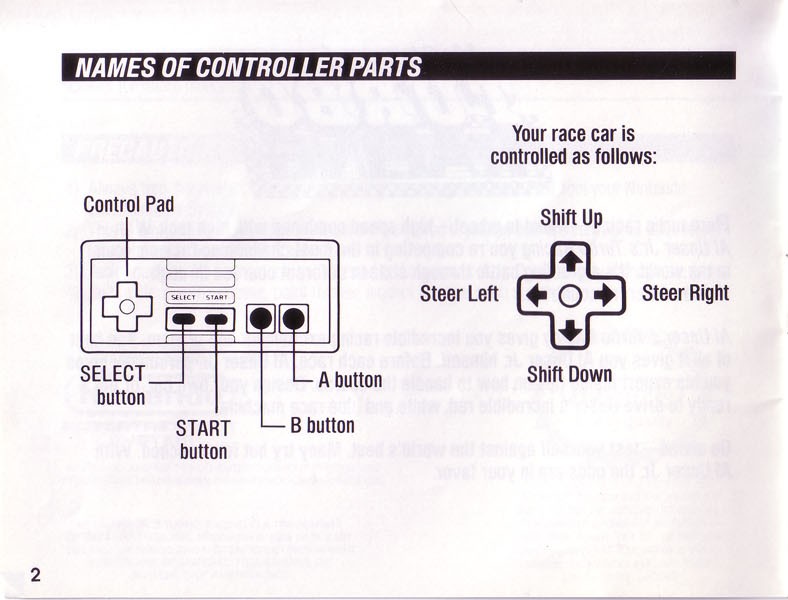 NAMES OF CONTROLLER PARTS
Your race car is
controlled as follows:
Control Pad
Shift Up
SELECT START
Steer Left
Steer Right
SELECT
button
A button
Shift Down
START
button
B button
2